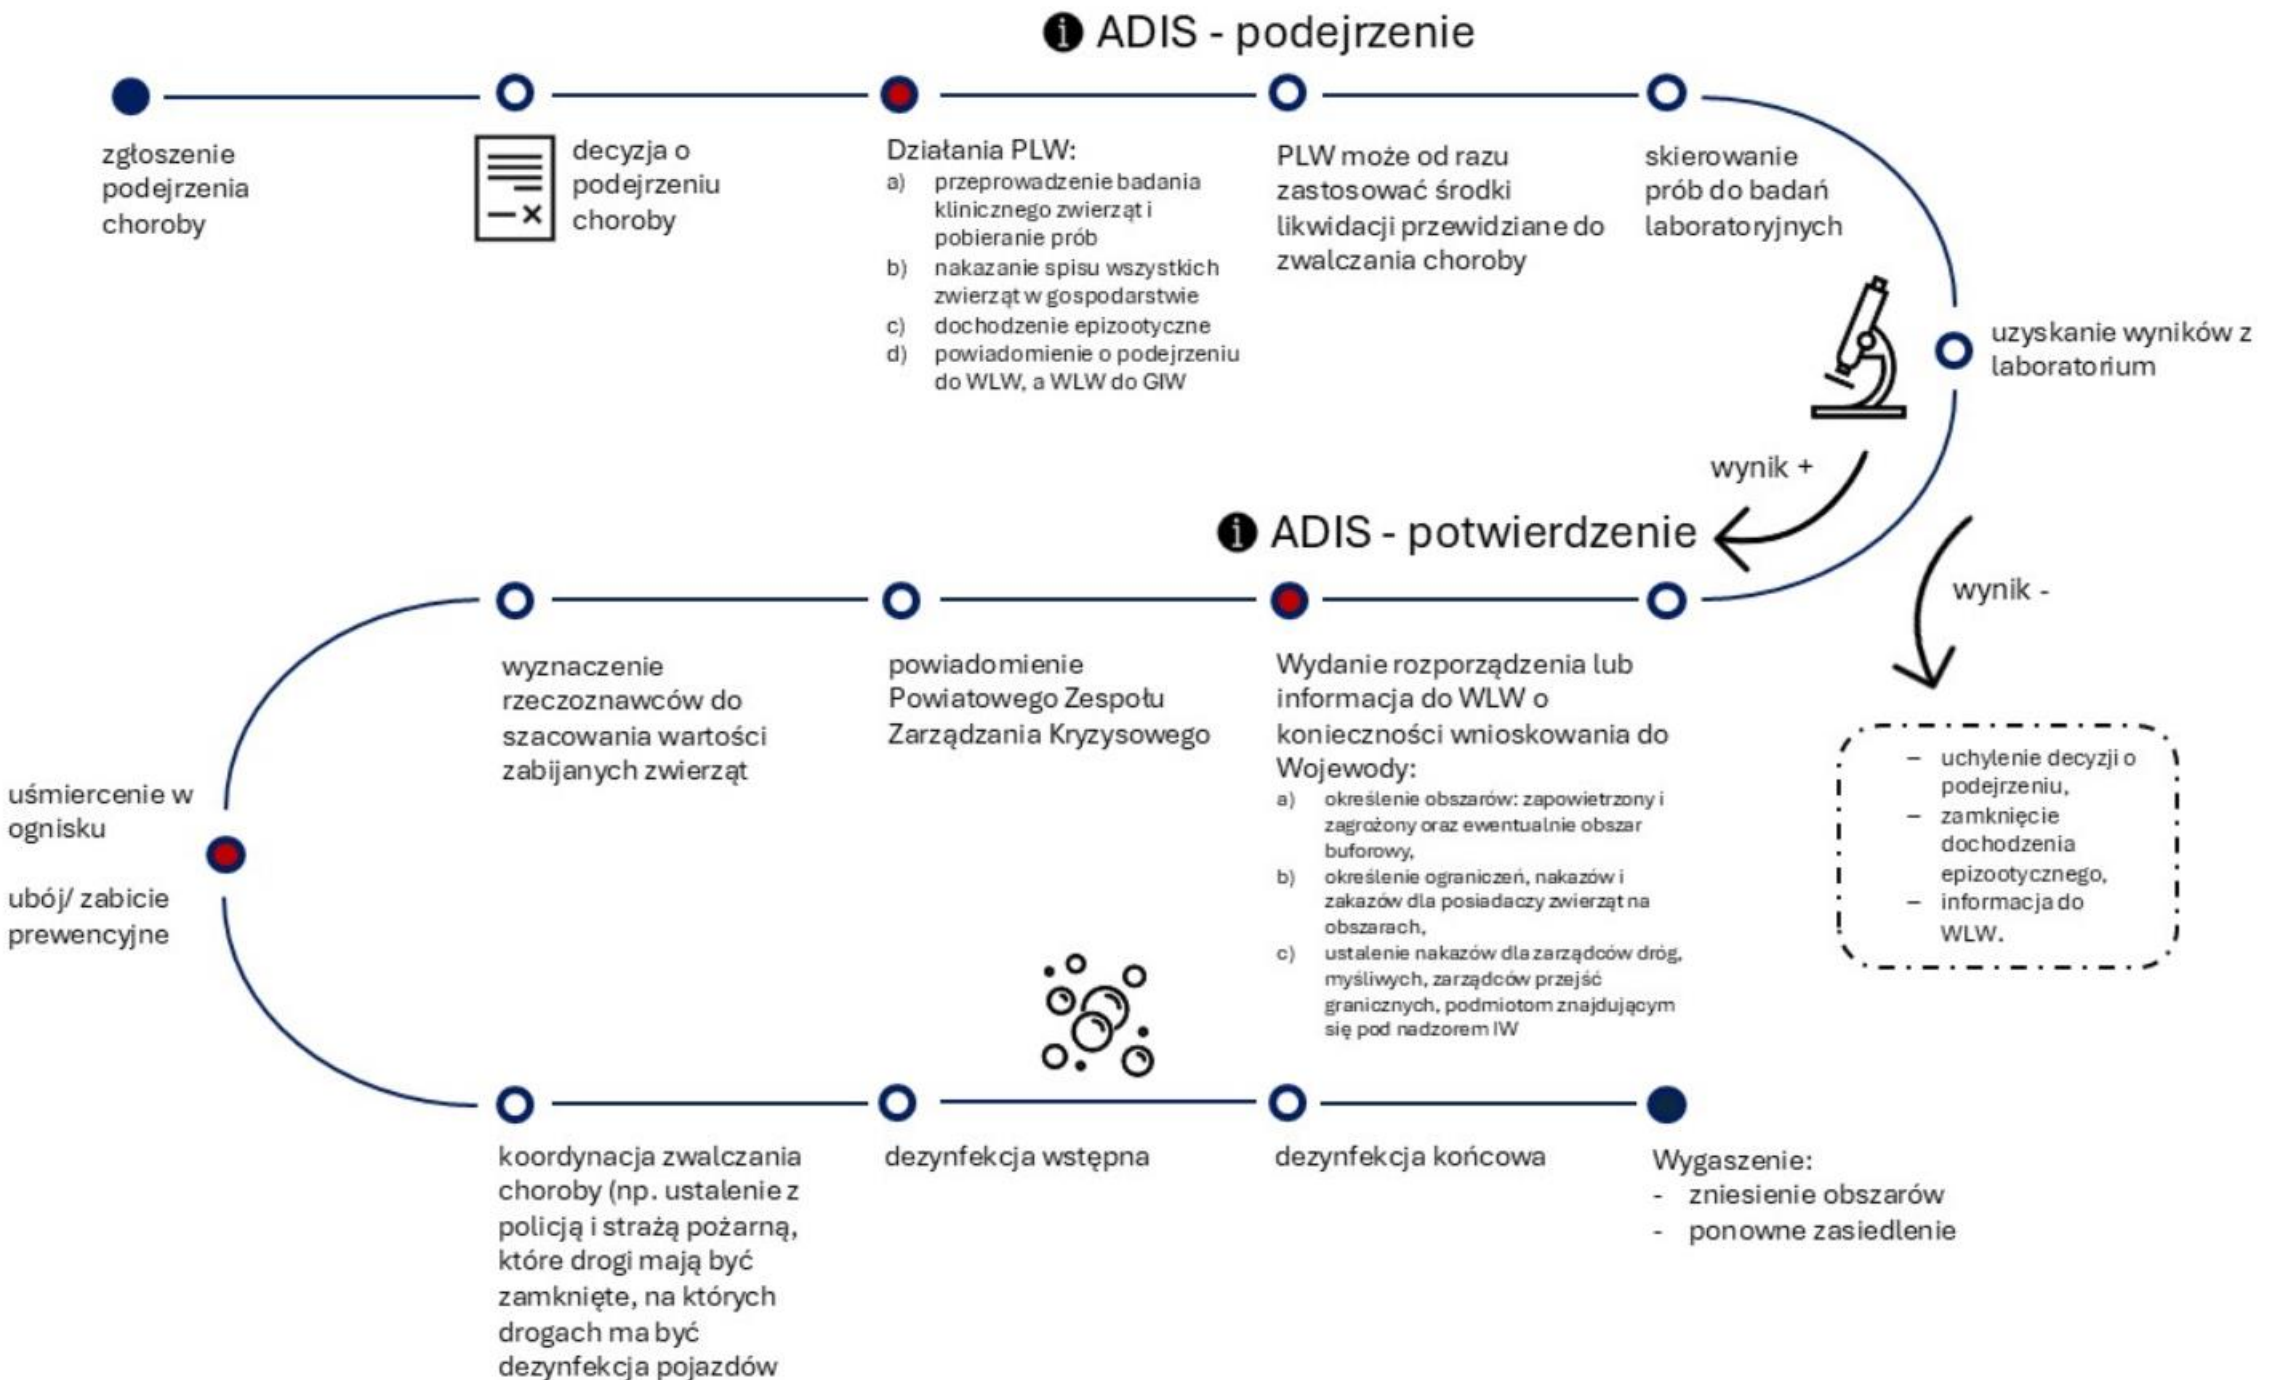 ADIS - podejrzenie
zgłoszenie
podejrzenia
choroby
decyzja o
podejrzeniu
choroby
Działania PLW:
a) przeprowadzenie badania
klinicznego zwierząt i
pobieranie prób
b) nakazanie spisu wszystkich
zwierząt w gospodarstwie
c) dochodzenie epizootyczne
d) powiadomienie o podejrzeniu
do WLW, a WLW do GIW
PLW może od razu
zastosować środki
likwidacji przewidziane do
zwalczania choroby
skierowanie
prób do badań
laboratoryjnych
uzyskanie wyników z
laboratorium
wynik +
ADIS - potwierdzenie
wynik -
– uchylenie decyzji o
podejrzeniu,
– zamknięcie
dochodzenia
epizootycznego,
– informacja do
WLW.
Wydanie rozporządzenia lub
informacja do WLW o
konieczności wnioskowania do
Wojewody:
a) określenie obszarów: zapowietrzony i
zagrożony oraz ewentualnie obszar
buforowy,
b) określenie ograniczeń, nakazów i
zakazów dla posiadaczy zwierząt na
obszarach,
c) ustalenie nakazów dla zarządców dróg,
myśliwych, zarządców przejść
granicznych, podmiotom znajdującym
się pod nadzorem IW
powiadomienie
Powiatowego Zespołu
Zarządzania Kryzysowego
wyznaczenie
rzeczoznawców do
szacowania wartości
zabijanych zwierząt
uśmiercenie w
ognisku
ubój/ zabicie
prewencyjne
koordynacja zwalczania
choroby (np. ustalenie z
policją i strażą pożarną,
które drogi mają być
zamknięte, na których
drogach ma być
dezynfekcja pojazdów
dezynfekcja wstępna
dezynfekcja końcowa
Wygaszenie:
- zniesienie obszarów
- ponowne zasiedlenie